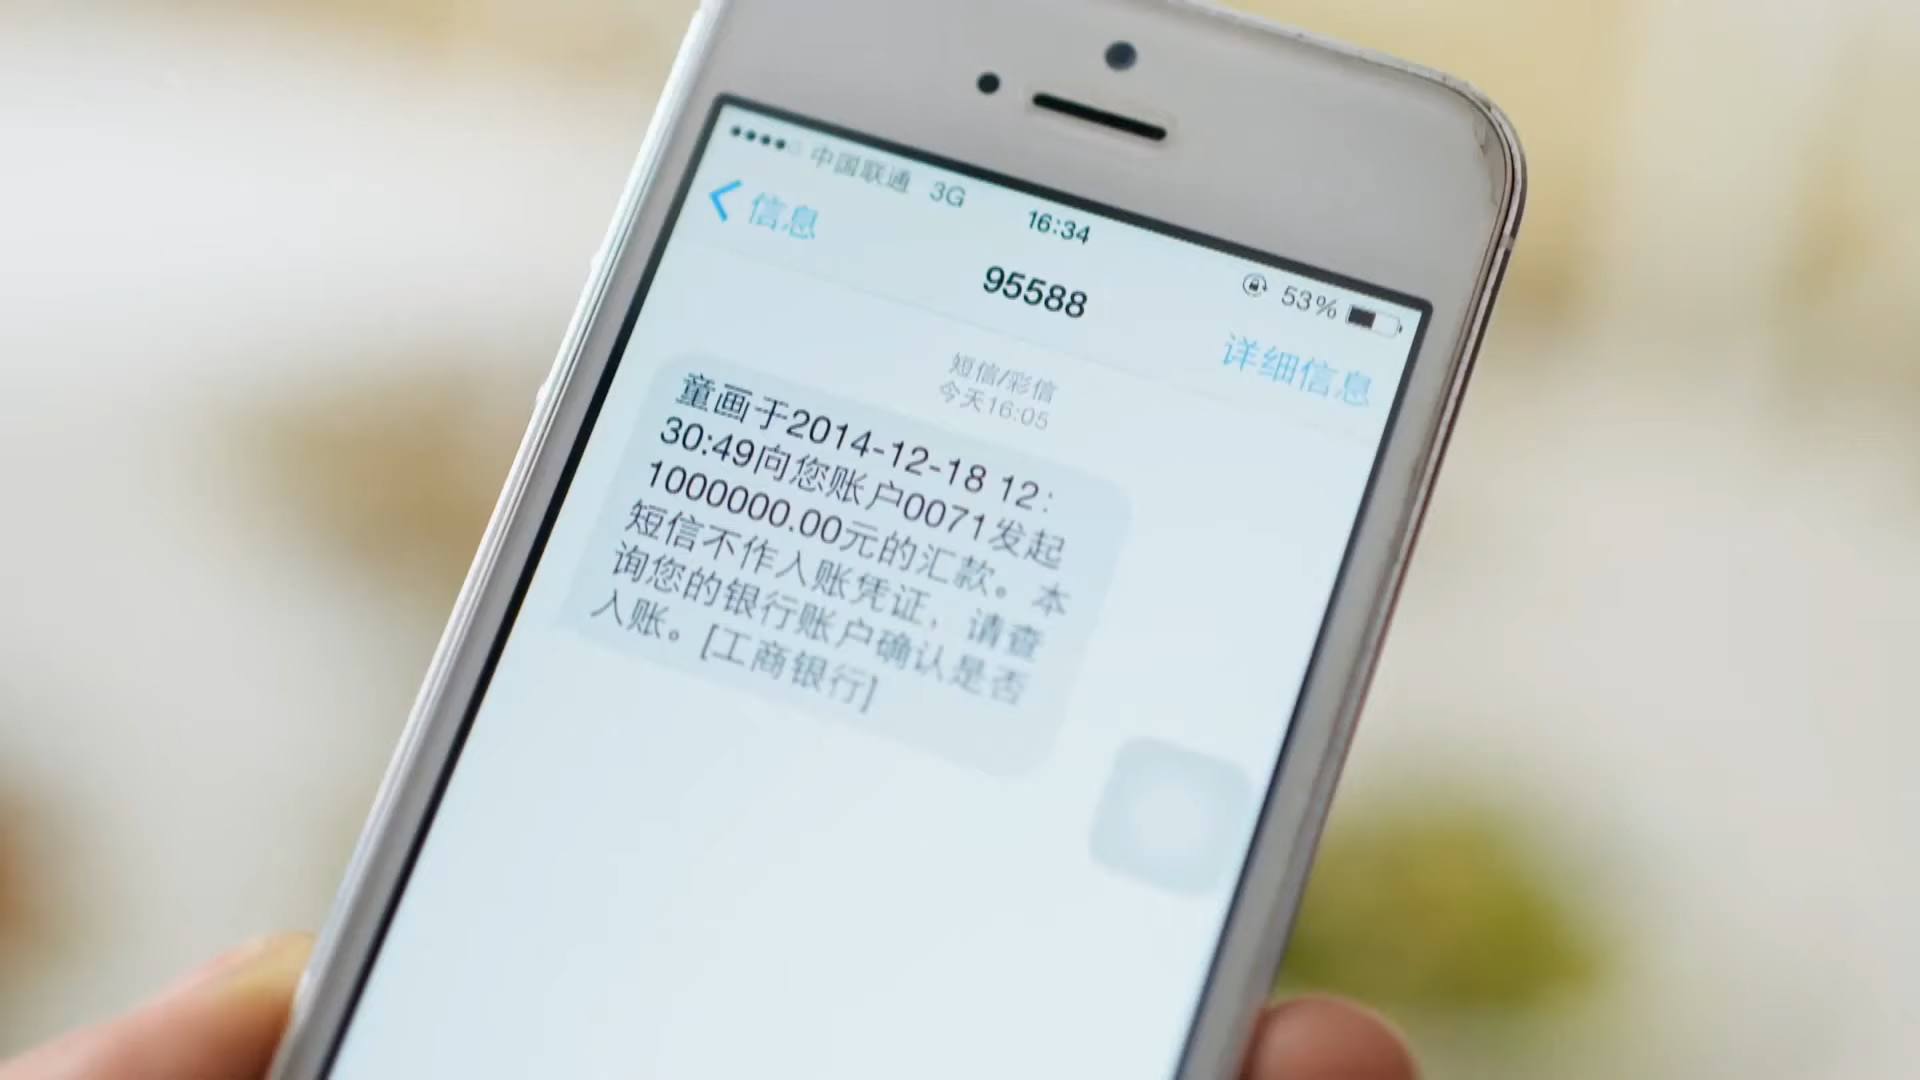 中国联通 3G
16:34
53%
信息
95588
详细信息
短信/彩信
今天16:05
童画于2014-12-18 12:
30:49向您账户0071发起
1000000.00元的汇款。本
短信不作入账凭证，请查
询您的银行账户确认是否
入账。[工商银行]